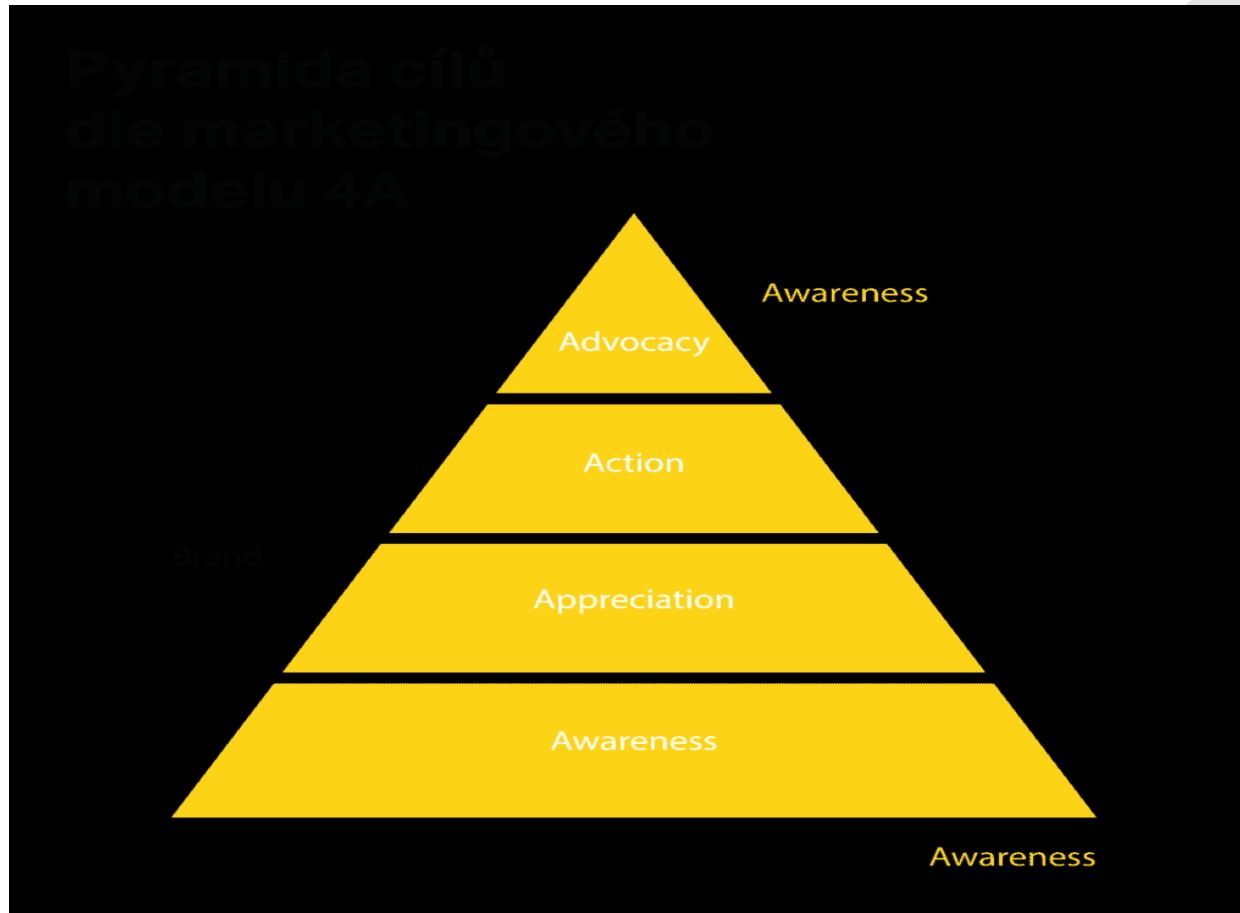 Pyramida cílů
dle marketingového
modelu 4A
Awareness
Advocacy
Action
Brand
Appreciation
Awareness
Awareness